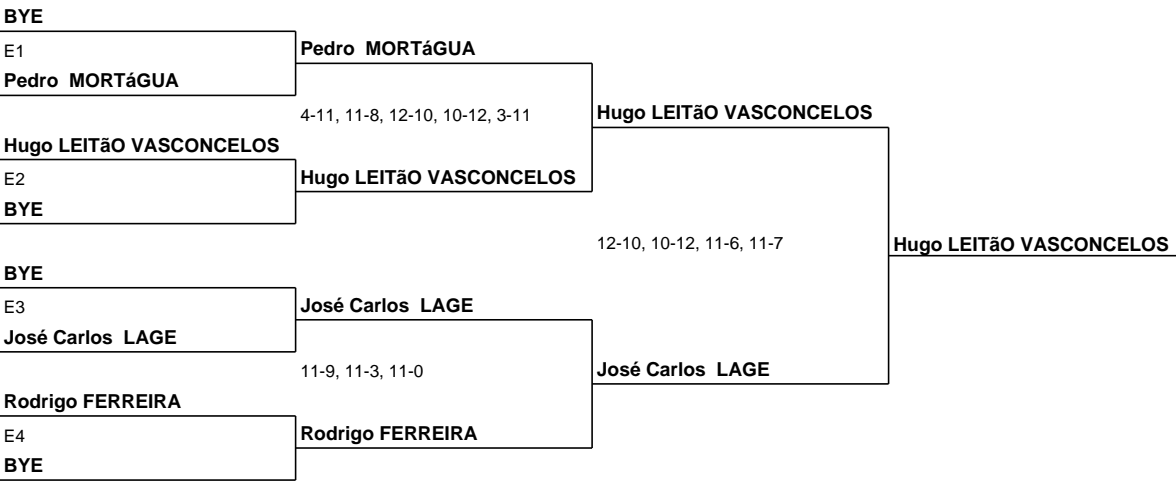 BYE
E1
Pedro MORTáGUA
Pedro MORTáGUA
4-11, 11-8, 12-10, 10-12, 3-11
Hugo LEITãO VASCONCELOS
Hugo LEITãO VASCONCELOS
E2
Hugo LEITãO VASCONCELOS
BYE
12-10, 10-12, 11-6, 11-7
Hugo LEITãO VASCONCELOS
BYE
E3
José Carlos LAGE
José Carlos LAGE
11-9, 11-3, 11-0
José Carlos LAGE
Rodrigo FERREIRA
E4
Rodrigo FERREIRA
BYE